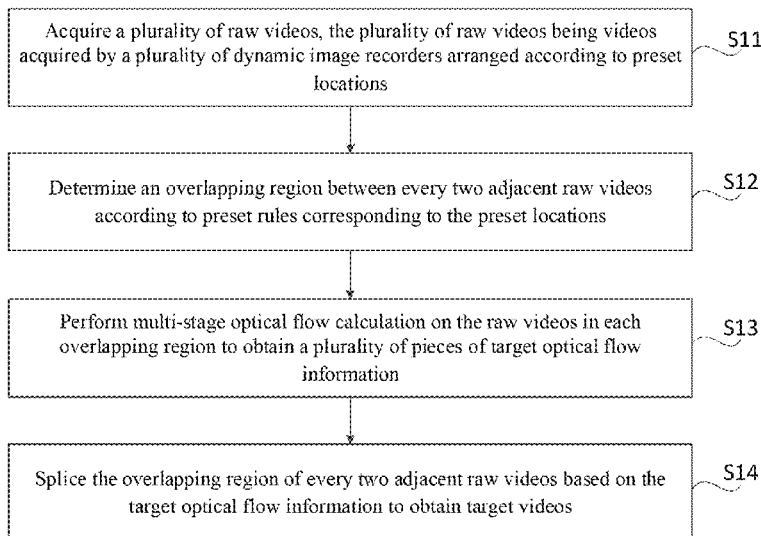 Acquire a plurality of raw videos, the plurality of raw videos being videos
acquired by a plurality of dynamic image recorders arranged according to preset
locations
S11
Determine an overlapping region between every two adjacent raw videos
according to preset rules corresponding to the preset locations
S12
Perform multi-stage optical flow calculation on the raw videos in each
overlapping region to obtain a plurality of pieces of target optical flow
information
S13
Splice the overlapping region of every two adjacent raw videos based on the
target optical flow information to obtain target videos
S14